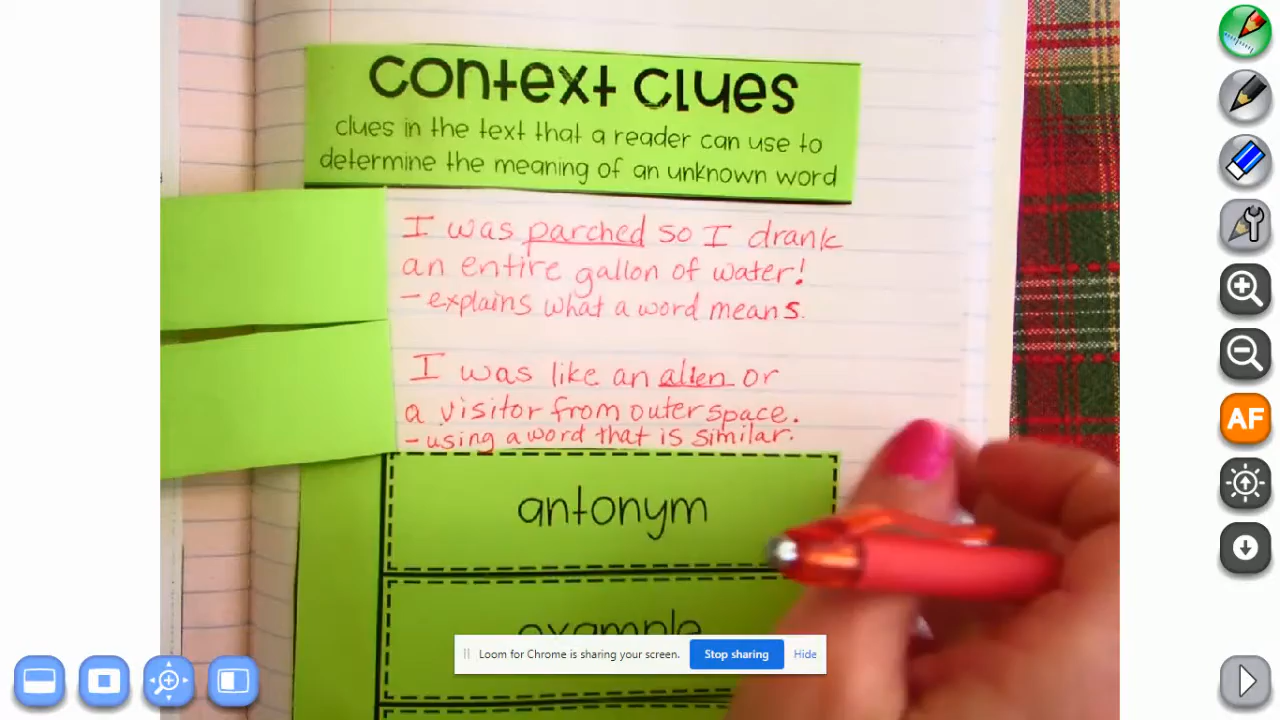 context clues
clues in the text that a reader can use to
determine the meaning of an unknown word
I was parched so I drank
an entire gallon of water!
- explains what a word means.
I was like an alien or
a visitor from outer space.
- using a word that is similar.
antonym
example
Loom for Chrome is sharing your screen. Stop sharing Hide
AF